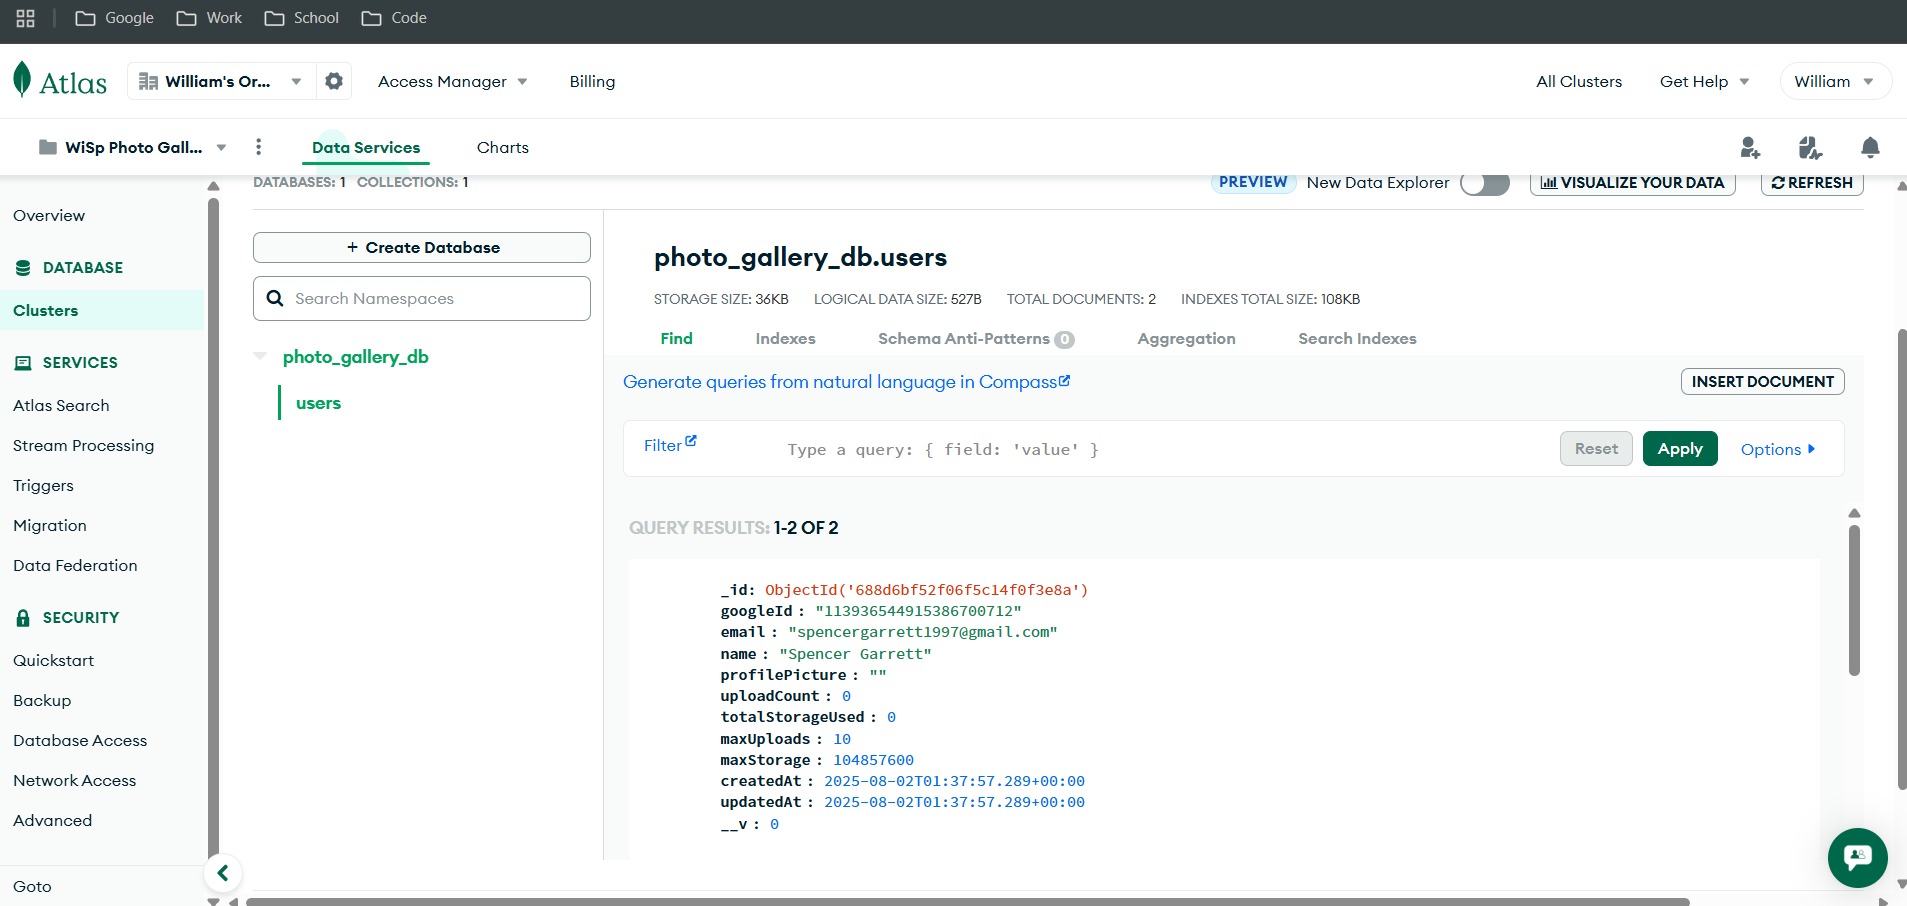 Google Work School Code
Atlas William's Or... Access Manager Billing All Clusters Get Help William
WiSp Photo Gall... Data Services Charts
DATABASES: 1 COLLECTIONS: 1 PREVIEW New Data Explorer VISUALIZE YOUR DATA REFRESH
Overview
DATABASE
Clusters
SERVICES
Atlas Search
Stream Processing
Triggers
Migration
Data Federation
SECURITY
Quickstart
Backup
Database Access
Network Access
Advanced
Goto
+ Create Database
Search Namespaces
photo_gallery_db
users
photo_gallery_db.users
STORAGE SIZE: 36KB LOGICAL DATA SIZE: 527B TOTAL DOCUMENTS: 2 INDEXES TOTAL SIZE: 108KB
Find Indexes Schema Anti-Patterns 0 Aggregation Search Indexes
Generate queries from natural language in Compass
INSERT DOCUMENT
Filter Type a query: { field: 'value' } Reset Apply Options
QUERY RESULTS: 1-2 OF 2
_id: ObjectId('688d6bf52f06f5c14f0f3e8a')
googleId : "113936544915386700712"
email : "spencergarrett1997@gmail.com"
name : "Spencer Garrett"
profilePicture : ""
uploadCount : 0
totalStorageUsed : 0
maxUploads : 10
maxStorage : 104857600
createdAt : 2025-08-02T01:37:57.289+00:00
updatedAt : 2025-08-02T01:37:57.289+00:00
__v : 0